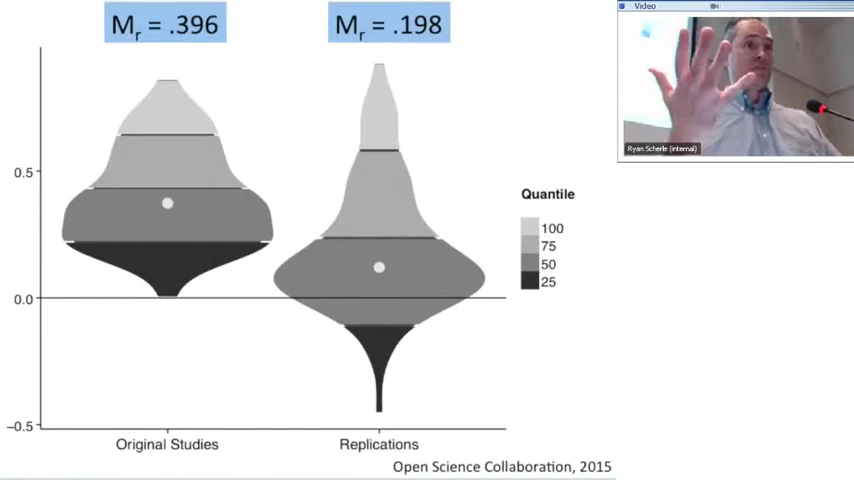 Mr = .396
Mr = .198
Video
Ryan Scherle (internal)
0.5
0.0
−0.5
Quantile
100
75
50
25
Original Studies
Replications
Open Science Collaboration, 2015